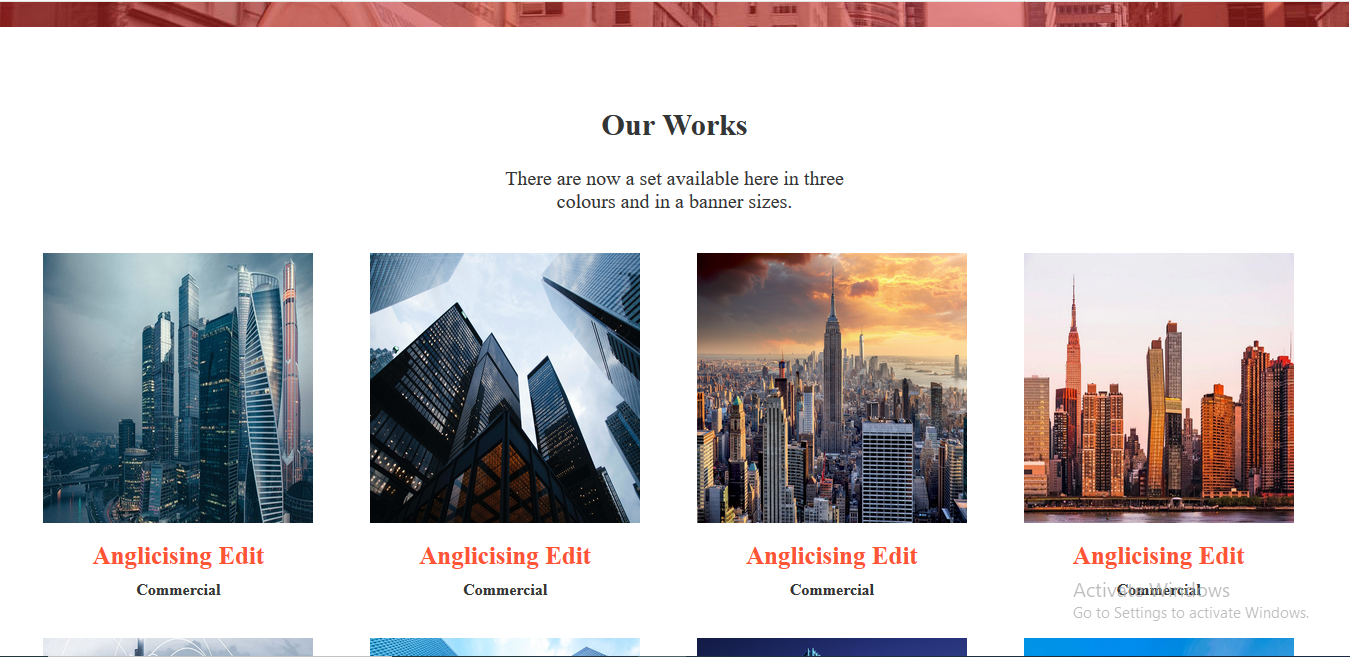 Our Works
There are now a set available here in three
colours and in a banner sizes.
Anglicising Edit
Anglicising Edit
Anglicising Edit
Anglicising Edit
Commercial
Commercial
Commercial
Commercial
Activate Windows
Go to Settings to activate Windows.